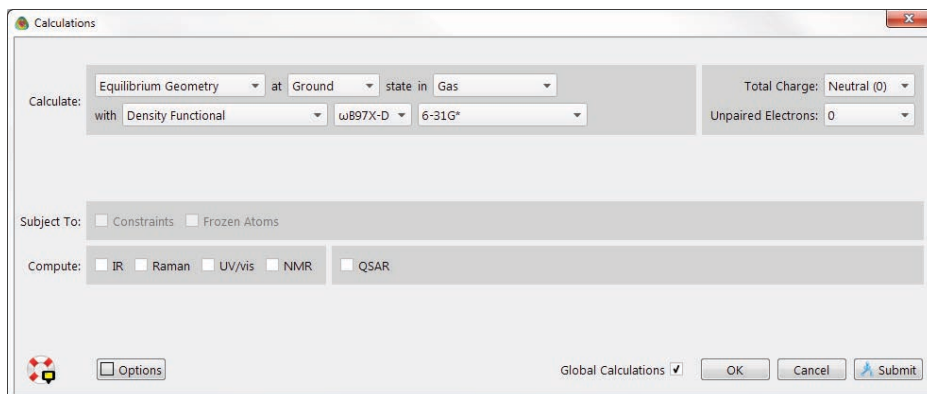 Calculations
Calculate: Equilibrium Geometry at Ground state in Gas Total Charge: Neutral (0)
with Density Functional ωB97X-D 6-31G* Unpaired Electrons: 0
Subject To: Constraints Frozen Atoms
Compute: IR Raman UV/vis NMR QSAR
Options Global Calculations OK Cancel Submit